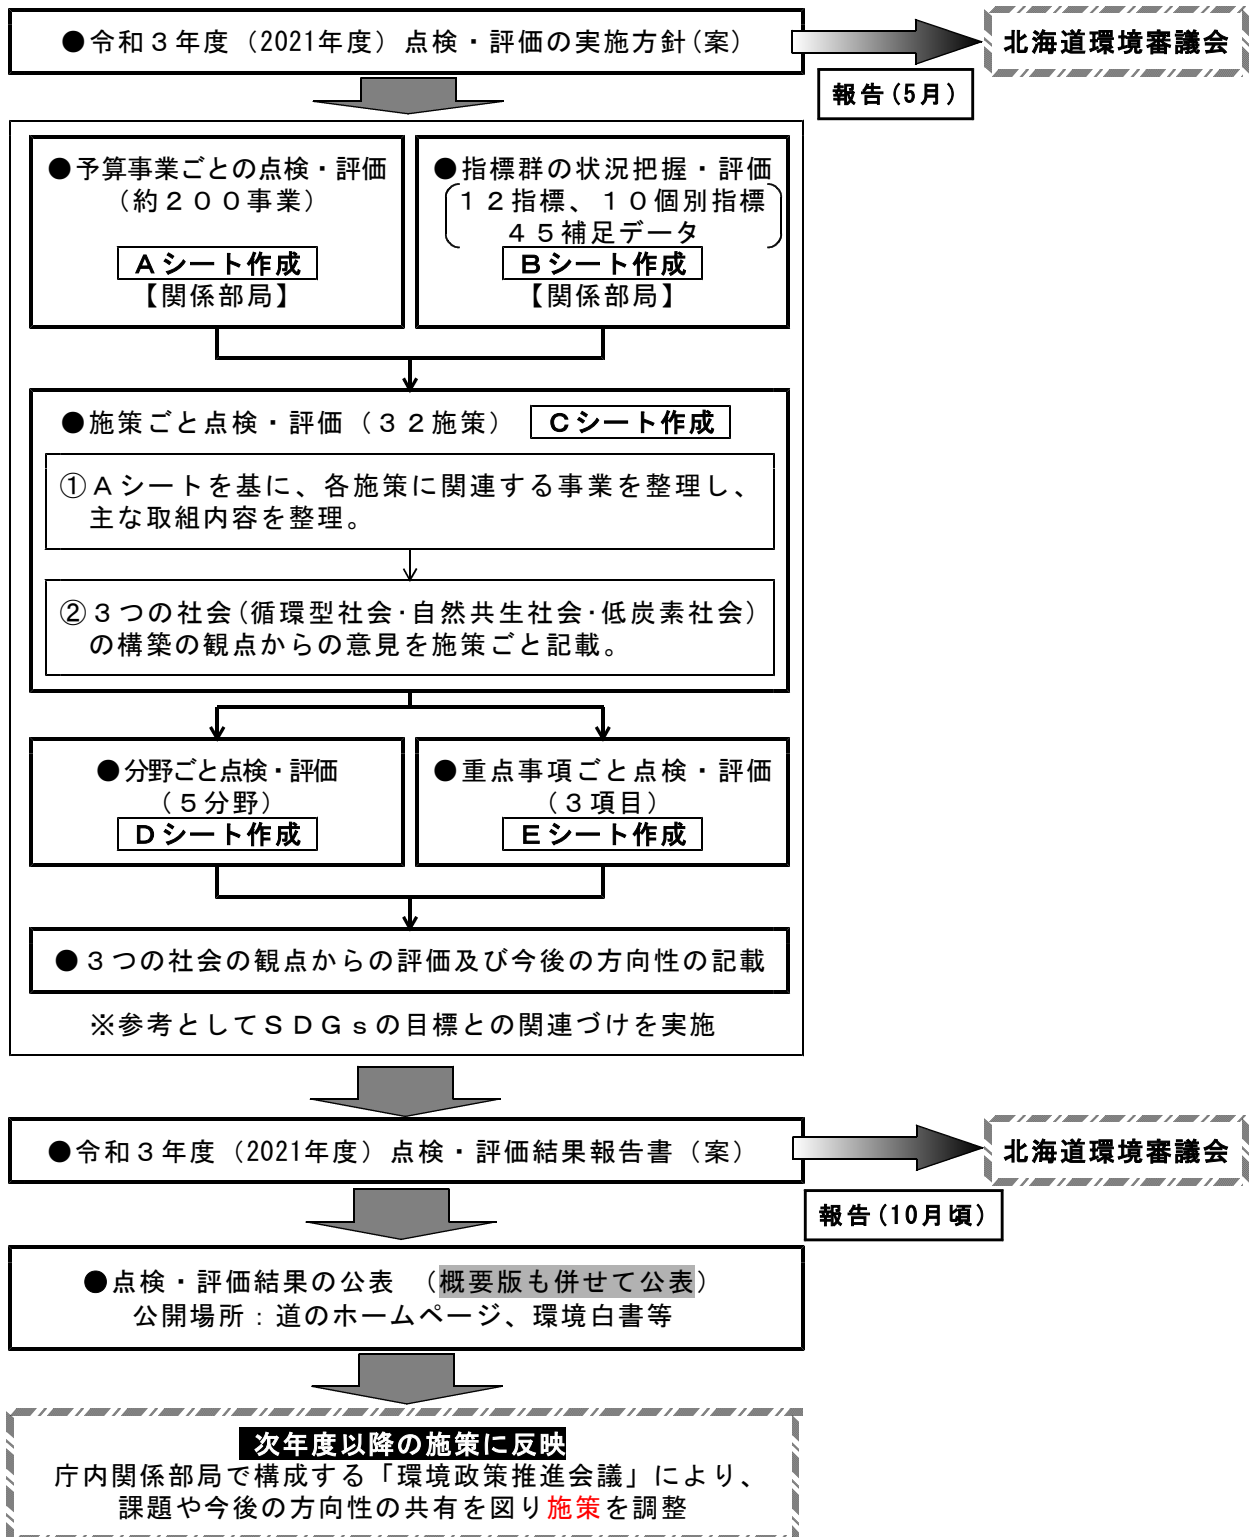 ●令和３年度（2021年度）点検・評価の実施方針(案)
北海道環境審議会
報告(5月)
●予算事業ごとの点検・評価
（約２００事業）
Ａシート作成
【関係部局】
●指標群の状況把握・評価
１２指標、１０個別指標
４５補足データ
Ｂシート作成
【関係部局】
●施策ごと点検・評価（３２施策）
Ｃシート作成
①Ａシートを基に、各施策に関連する事業を整理し、
主な取組内容を整理。
②３つの社会(循環型社会･自然共生社会･低炭素社会)
の構築の観点からの意見を施策ごと記載。
●分野ごと点検・評価
（５分野）
Ｄシート作成
●重点事項ごと点検・評価
（３項目）
Ｅシート作成
●３つの社会の観点からの評価及び今後の方向性の記載
※参考としてＳＤＧｓの目標との関連づけを実施
●令和３年度（2021年度）点検・評価結果報告書（案）
北海道環境審議会
報告(10月頃)
●点検・評価結果の公表　（概要版も併せて公表）
公開場所：道のホームページ、環境白書等
次年度以降の施策に反映
庁内関係部局で構成する「環境政策推進会議」により、
課題や今後の方向性の共有を図り施策を調整